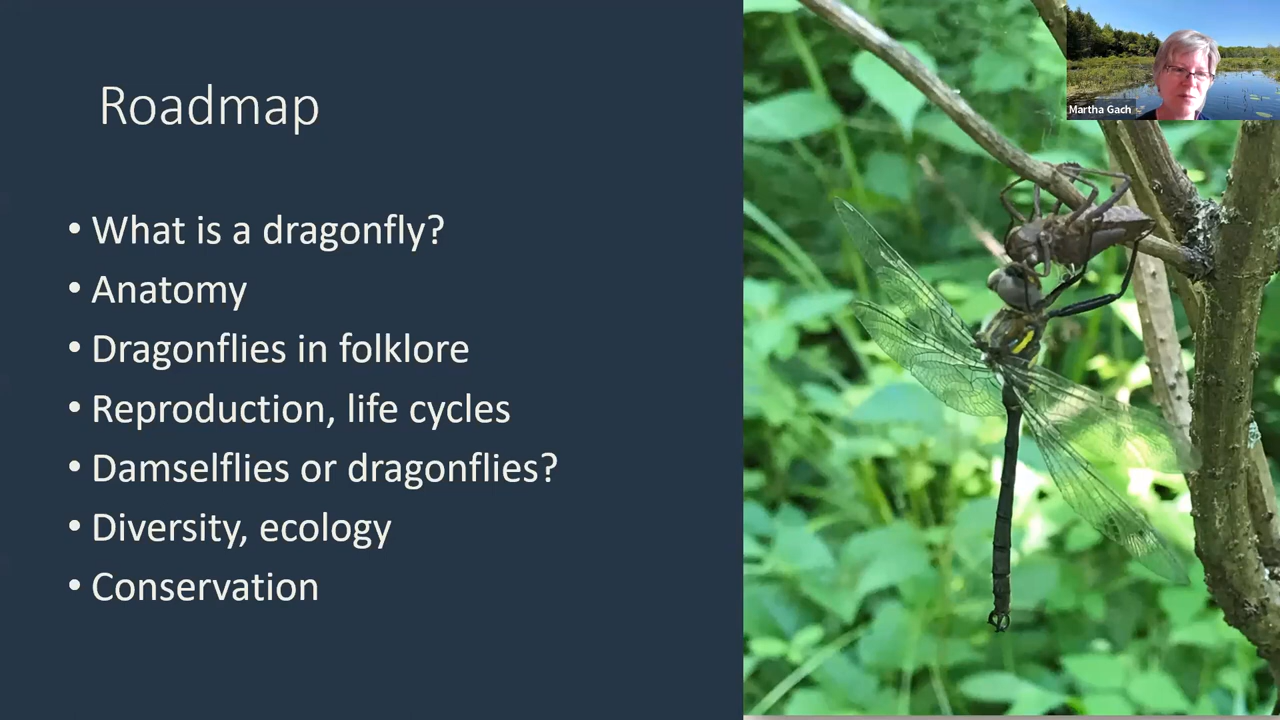 Roadmap
• What is a dragonfly?
• Anatomy
• Dragonflies in folklore
• Reproduction, life cycles
• Damselflies or dragonflies?
• Diversity, ecology
• Conservation
Martha Gach